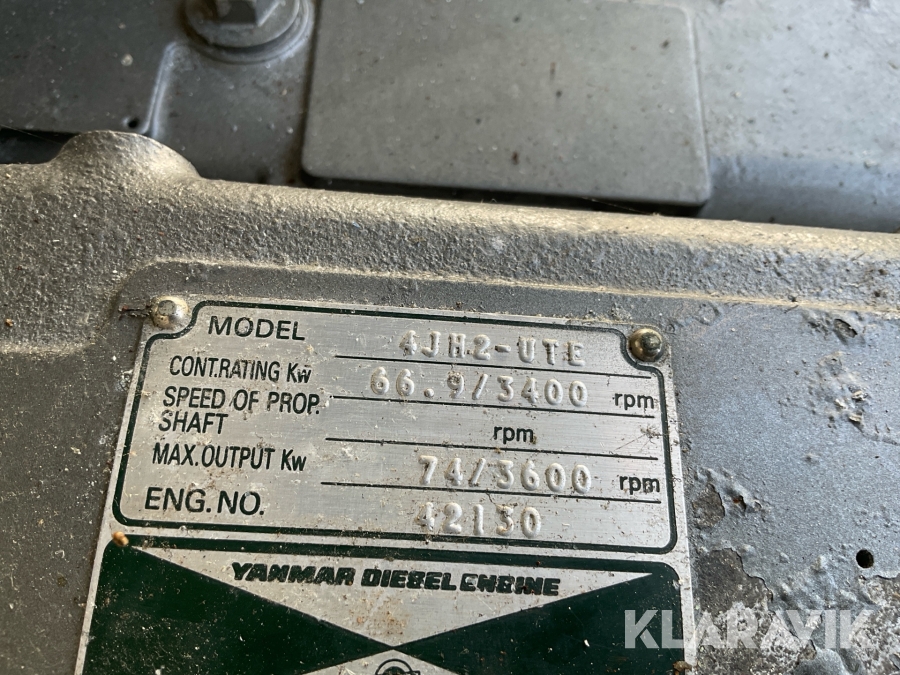 MODEL 4JH2-UTE
CONT.RATING Kw 66.9/3400 rpm
SPEED OF PROP. SHAFT rpm
MAX.OUTPUT Kw 74/3600 rpm
ENG.NO. 42130
YANMAR DIESEL ENGINE
KLARAVIK